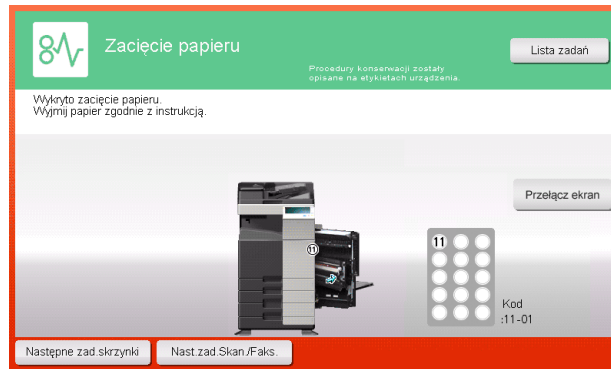 Zacięcie papieru
Procedury konserwacji zostały
opisane na etykietach urządzenia.
Lista zadań
Wykryto zacięcie papieru.
Wyjmij papier zgodnie z instrukcją.
Przełącz ekran
11
11
Kod
:11-01
Następne zad.skrzynki
Nast.zad.Skan./Faks.